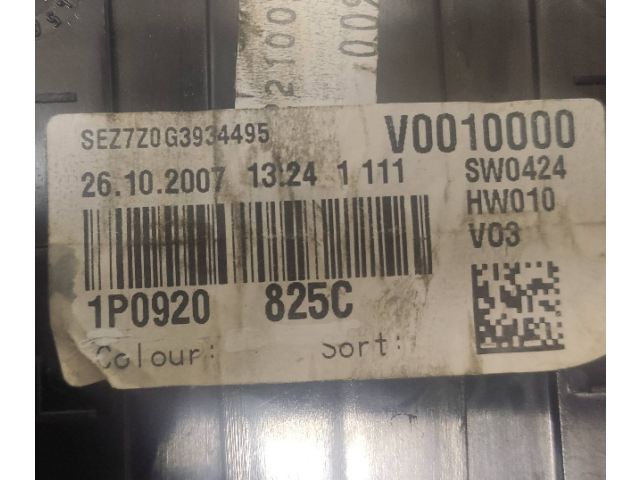 SEZ7Z0G3934495 V0010000
26.10.2007 13:24 1 111 SW0424
HW010
V03
1P0920 825C
Colour: Sort: